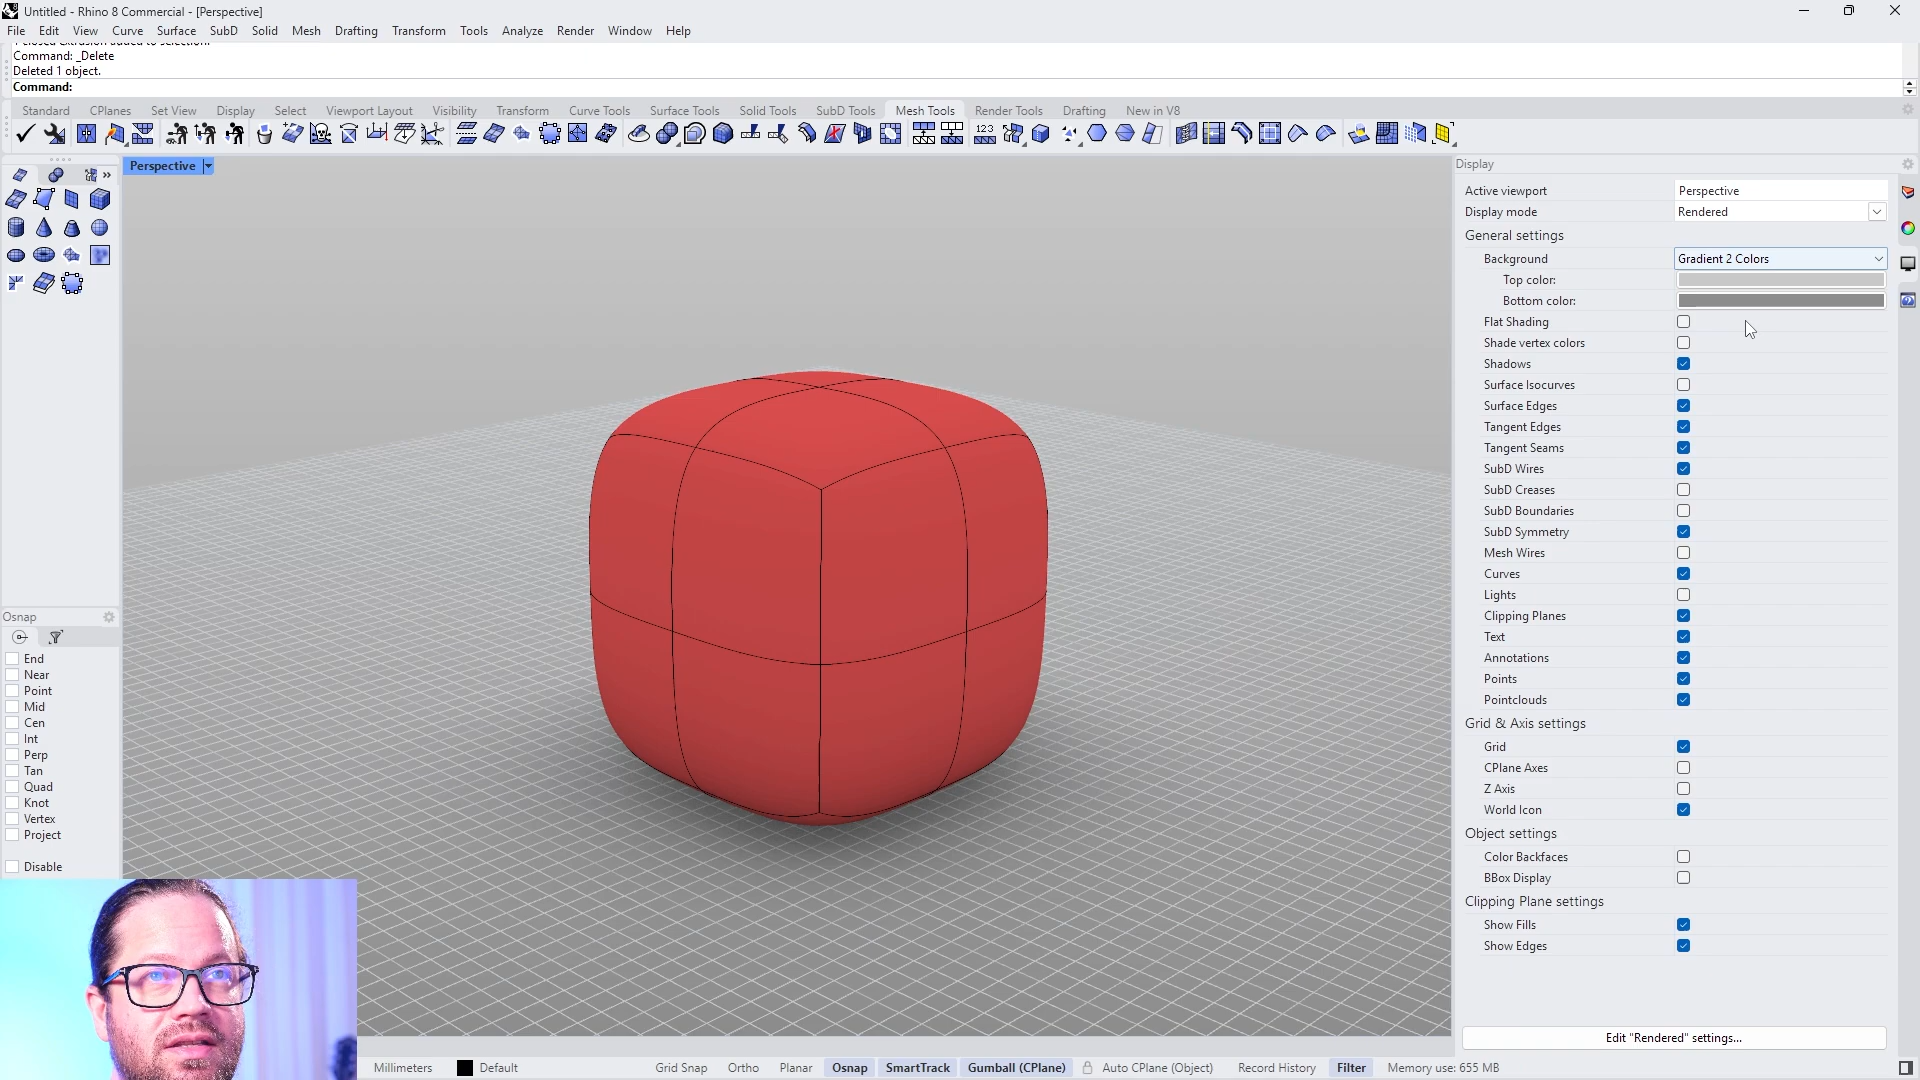 Untitled - Rhino 8 Commercial - [Perspective]
File Edit View Curve Surface SubD Solid Mesh Drafting Transform Tools Analyze Render Window Help
1 closed extrusion added to selection.
Command: _Delete
Deleted 1 object.
Command:
Standard CPlanes Set View Display Select Viewport Layout Visibility Transform Curve Tools Surface Tools Solid Tools SubD Tools Mesh Tools Render Tools Drafting New in V8
123
Perspective
Display
Active viewport Perspective
Display mode Rendered
General settings
Background Gradient 2 Colors
Top color:
Bottom color:
Flat Shading
Shade vertex colors
Shadows
Surface Isocurves
Surface Edges
Tangent Edges
Tangent Seams
SubD Wires
SubD Creases
SubD Boundaries
SubD Symmetry
Mesh Wires
Curves
Lights
Clipping Planes
Text
Annotations
Points
Pointclouds
Grid & Axis settings
Grid
CPlane Axes
Z Axis
World Icon
Object settings
Color Backfaces
BBox Display
Clipping Plane settings
Show Fills
Show Edges
Edit "Rendered" settings...
Osnap
End
Near
Point
Mid
Cen
Int
Perp
Tan
Quad
Knot
Vertex
Project
Disable
Millimeters Default Grid Snap Ortho Planar Osnap SmartTrack Gumball (CPlane) Auto CPlane (Object) Record History Filter Memory use: 655 MB